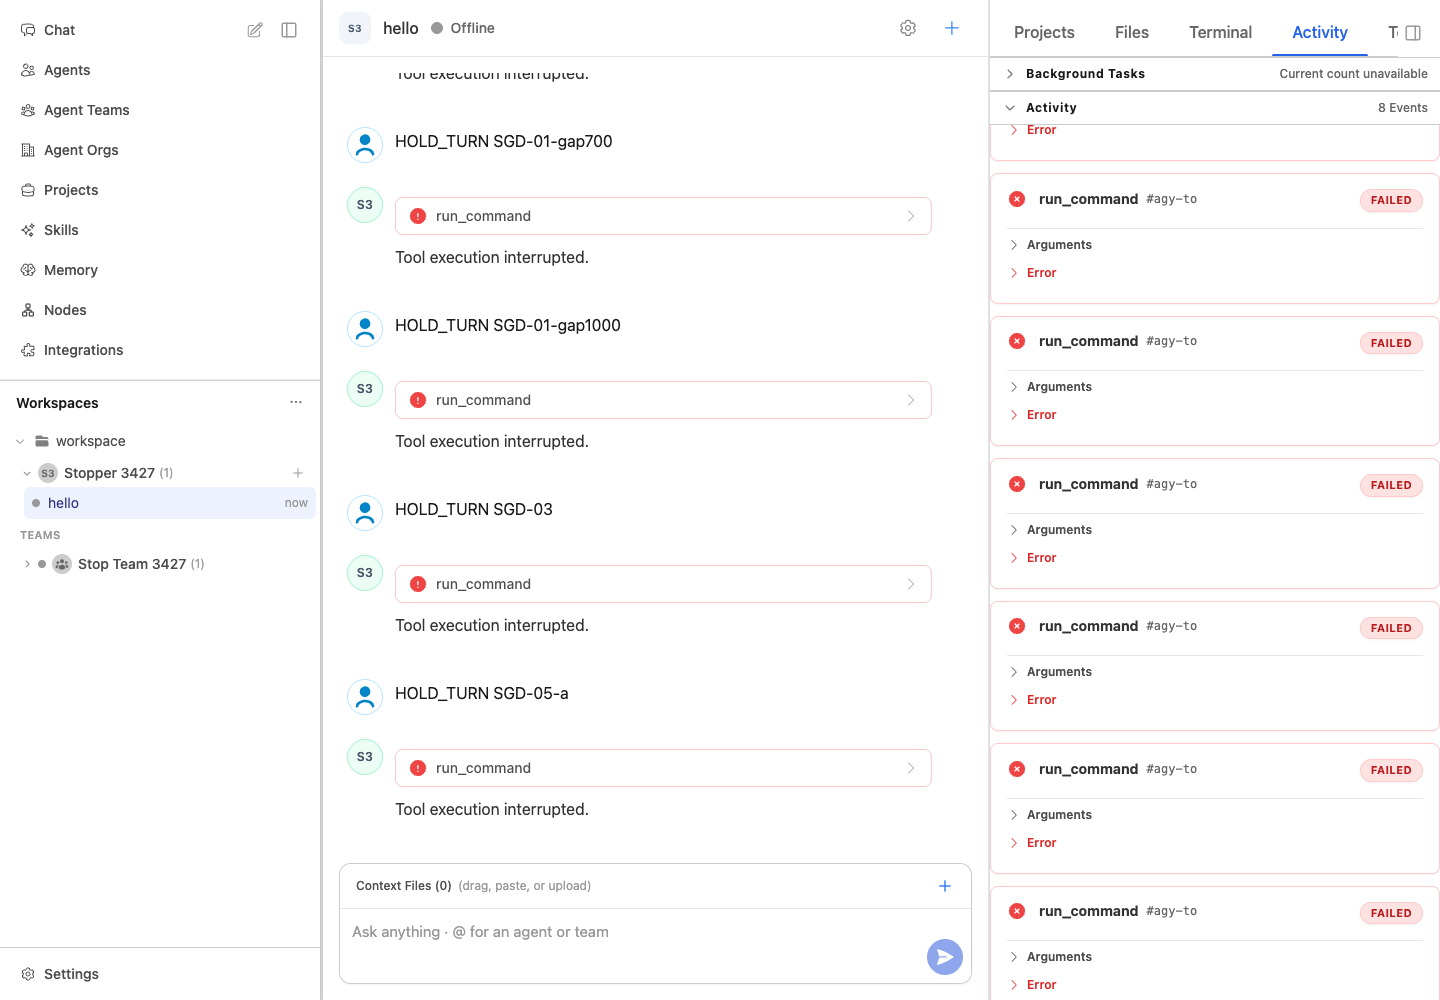 Chat
Agents
Agent Teams
Agent Orgs
Projects
Skills
Memory
Nodes
Integrations
Workspaces
workspace
S3 Stopper 3427 (1)
hello now
TEAMS
Stop Team 3427 (1)
Settings
S3 hello Offline
Tool execution interrupted.
HOLD_TURN SGD-01-gap700
S3
run_command
Tool execution interrupted.
HOLD_TURN SGD-01-gap1000
S3
run_command
Tool execution interrupted.
HOLD_TURN SGD-03
S3
run_command
Tool execution interrupted.
HOLD_TURN SGD-05-a
S3
run_command
Tool execution interrupted.
Context Files (0) (drag, paste, or upload)
Ask anything · @ for an agent or team
Projects Files Terminal Activity
Background Tasks Current count unavailable
Activity 8 Events
Error
run_command #agy-to FAILED
Arguments
Error
run_command #agy-to FAILED
Arguments
Error
run_command #agy-to FAILED
Arguments
Error
run_command #agy-to FAILED
Arguments
Error
run_command #agy-to FAILED
Arguments
Error
run_command #agy-to FAILED
Arguments
Error